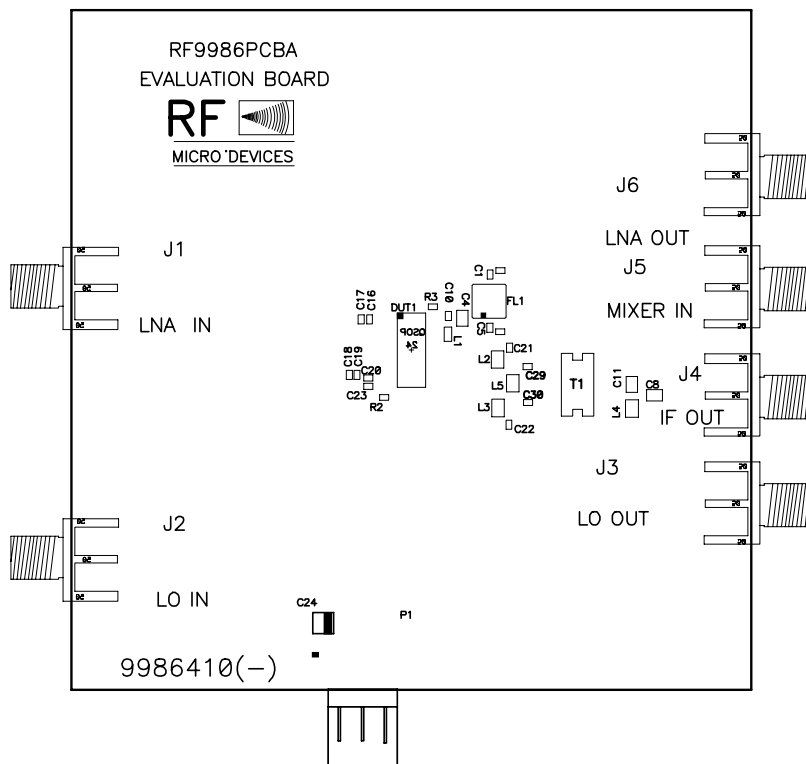 RF9986PCBA
EVALUATION BOARD
RF
MICRO DEVICES
J6
LNA OUT
J1
J5
LNA IN
MIXER IN
C17
C16
DUT1
QSOP
24
R3
C10
C4
C1
FL1
C5
L1
C21
L2
C18
C19
C20
C23
R2
C29
L5
C30
L3
C22
T1
C11
C8
L4
J4
IF OUT
J3
LO OUT
J2
LO IN
C24
P1
9986410(-)